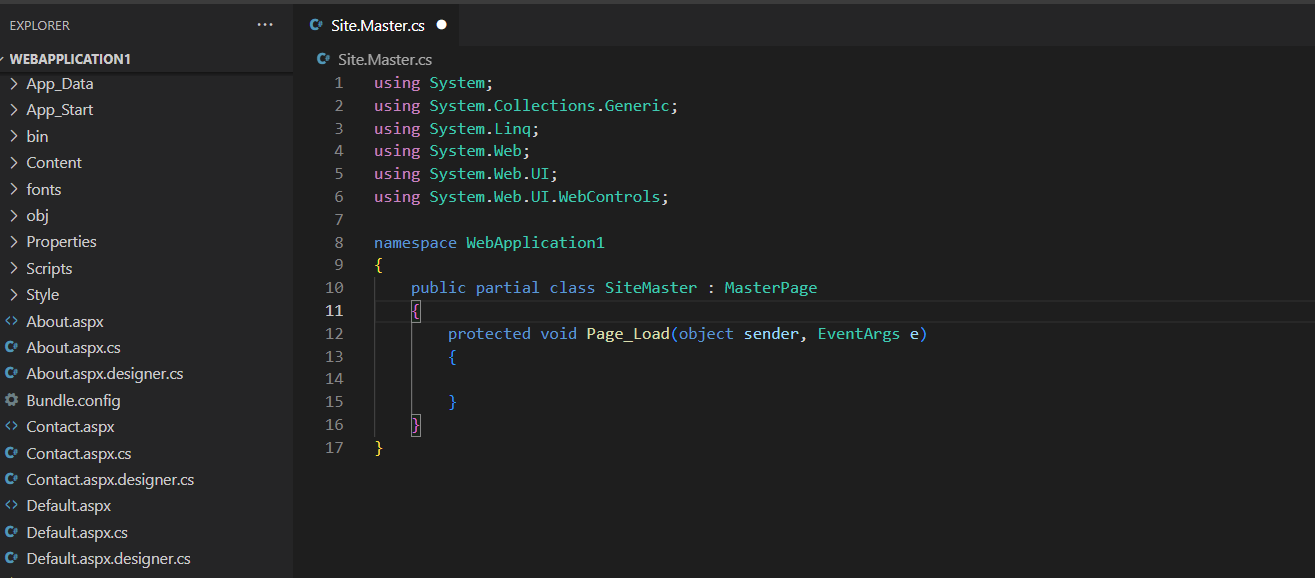 EXPLORER ···
WEBAPPLICATION1
App_Data
App_Start
bin
Content
fonts
obj
Properties
Scripts
Style
About.aspx
About.aspx.cs
About.aspx.designer.cs
Bundle.config
Contact.aspx
Contact.aspx.cs
Contact.aspx.designer.cs
Default.aspx
Default.aspx.cs
Default.aspx.designer.cs
Site.Master.cs
Site.Master.cs
1 using System;
2 using System.Collections.Generic;
3 using System.Linq;
4 using System.Web;
5 using System.Web.UI;
6 using System.Web.UI.WebControls;
7
8 namespace WebApplication1
9 {
10     public partial class SiteMaster : MasterPage
11     {
12         protected void Page_Load(object sender, EventArgs e)
13         {
14
15         }
16     }
17 }